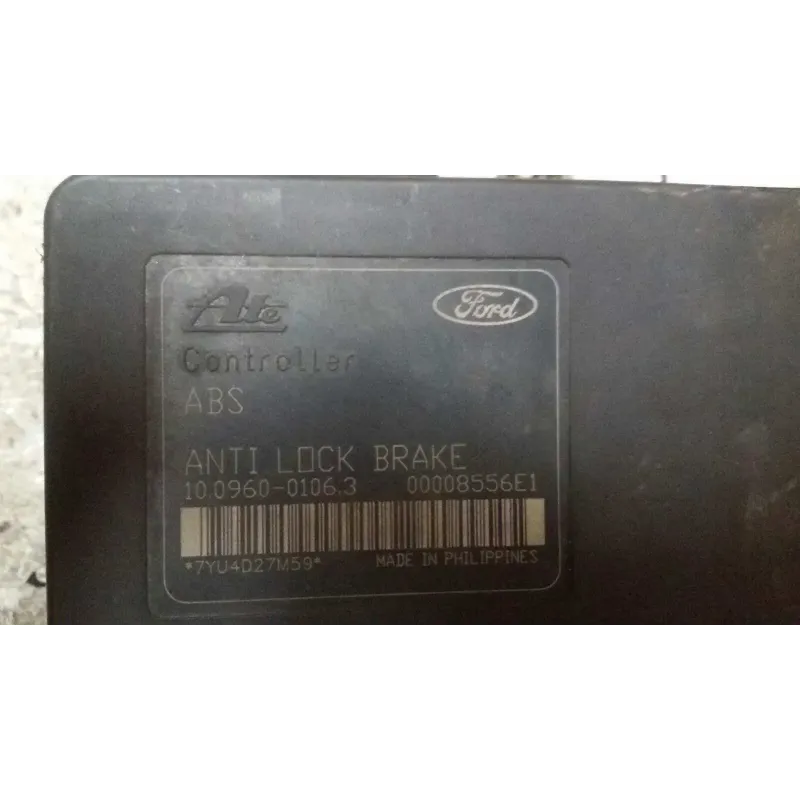 Ate
Ford
Controller
ABS
ANTI LOCK BRAKE
10.0960-0106.3 00008556E1
*7YU4D27M59*
MADE IN PHILIPPINES